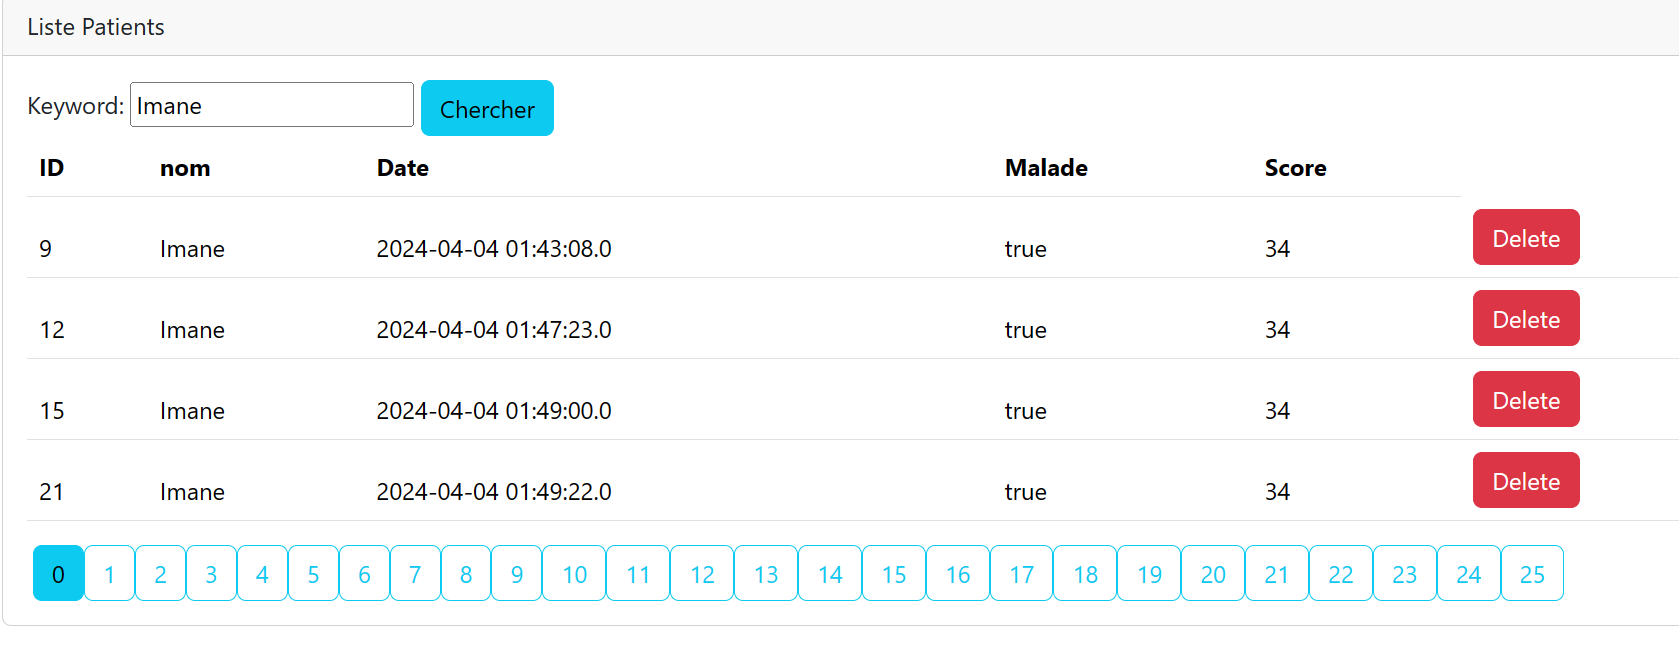 Liste Patients
Keyword: Imane Chercher
ID nom Date Malade Score
9 Imane 2024-04-04 01:43:08.0 true 34 Delete
12 Imane 2024-04-04 01:47:23.0 true 34 Delete
15 Imane 2024-04-04 01:49:00.0 true 34 Delete
21 Imane 2024-04-04 01:49:22.0 true 34 Delete
0 1 2 3 4 5 6 7 8 9 10 11 12 13 14 15 16 17 18 19 20 21 22 23 24 25